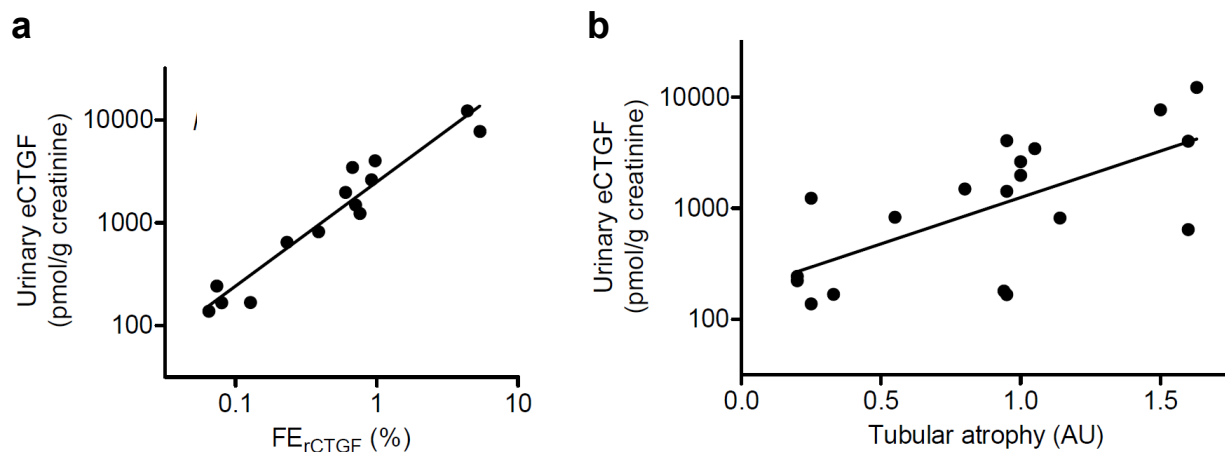 a
Urinary eCTGF
(pmol/g creatinine)
10000
1000
100
0.1
1
10
FErCTGF (%)
b
Urinary eCTGF
(pmol/g creatinine)
10000
1000
100
0.0
0.5
1.0
1.5
Tubular atrophy (AU)